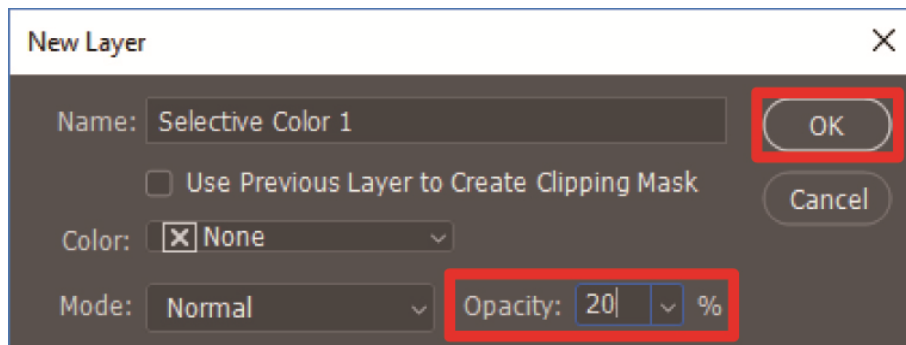 New Layer
Name: Selective Color 1
OK
Use Previous Layer to Create Clipping Mask
Cancel
Color: None
Mode: Normal Opacity: 20 %